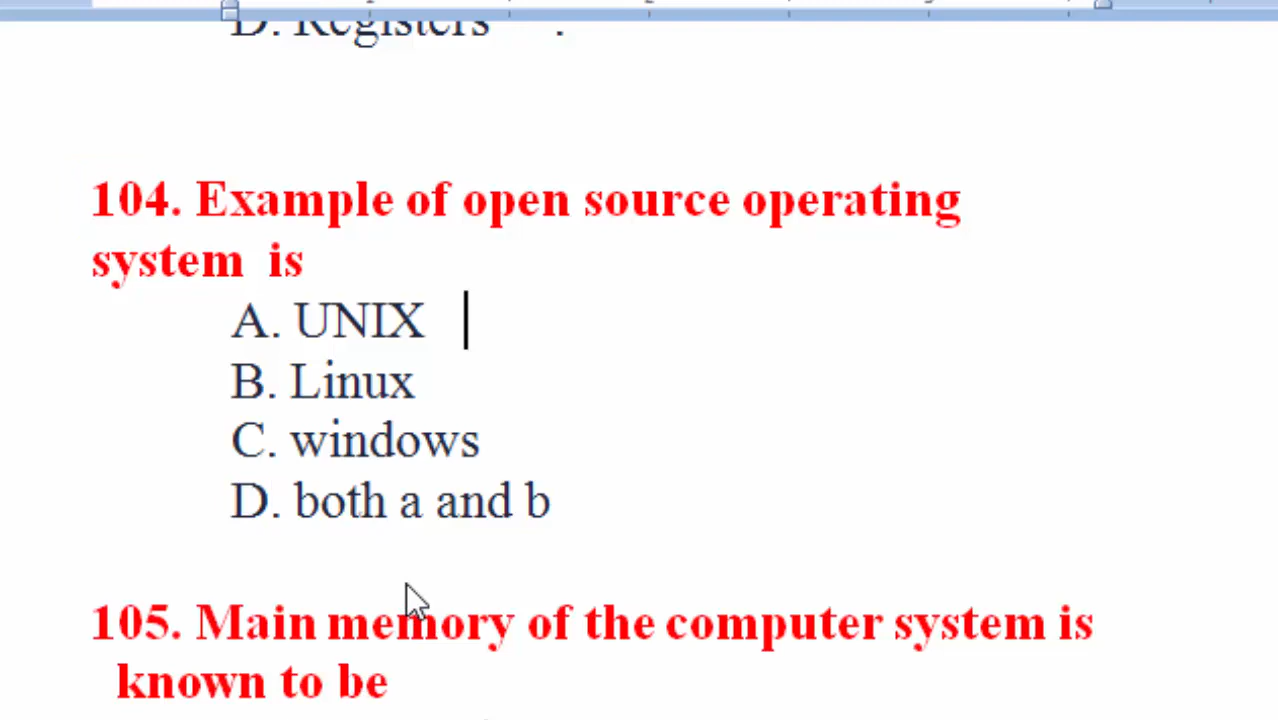 D. Registers .
104. Example of open source operating
system is
A. UNIX
B. Linux
C. windows
D. both a and b
105. Main memory of the computer system is
known to be